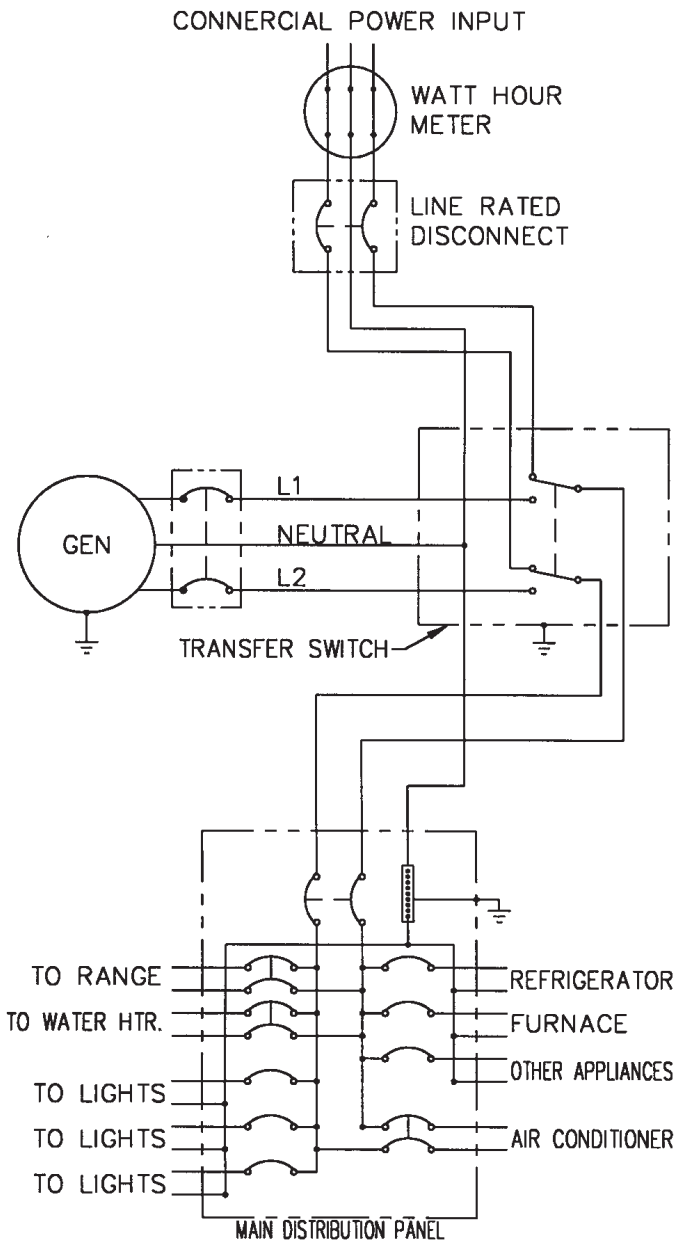 CONNERCIAL POWER INPUT
WATT HOUR
METER
LINE RATED
DISCONNECT
L1
GEN
NEUTRAL
L2
TRANSFER SWITCH
TO RANGE
REFRIGERATOR
TO WATER HTR.
FURNACE
OTHER APPLIANCES
TO LIGHTS
TO LIGHTS
AIR CONDITIONER
TO LIGHTS
MAIN DISTRIBUTION PANEL